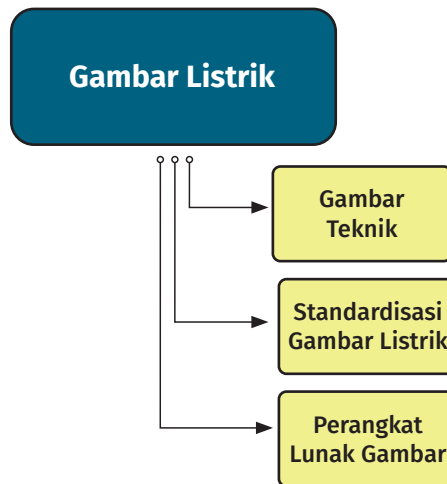 Gambar Listrik
Gambar
Teknik
Standardisasi
Gambar Listrik
Perangkat
Lunak Gambar